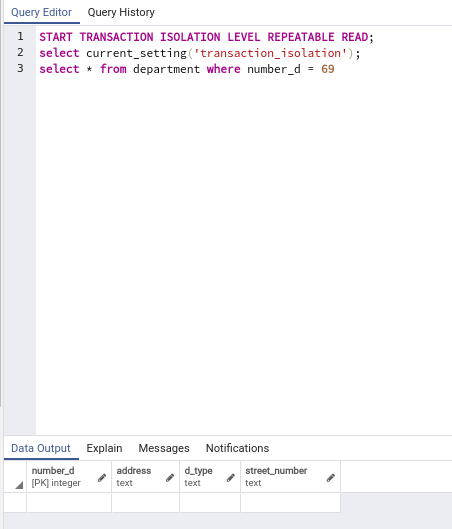 Query Editor Query History
1 START TRANSACTION ISOLATION LEVEL REPEATABLE READ;
2 select current_setting('transaction_isolation');
3 select * from department where number_d = 69
Data Output Explain Messages Notifications
number_d address d_type street_number
[PK] integer text text text